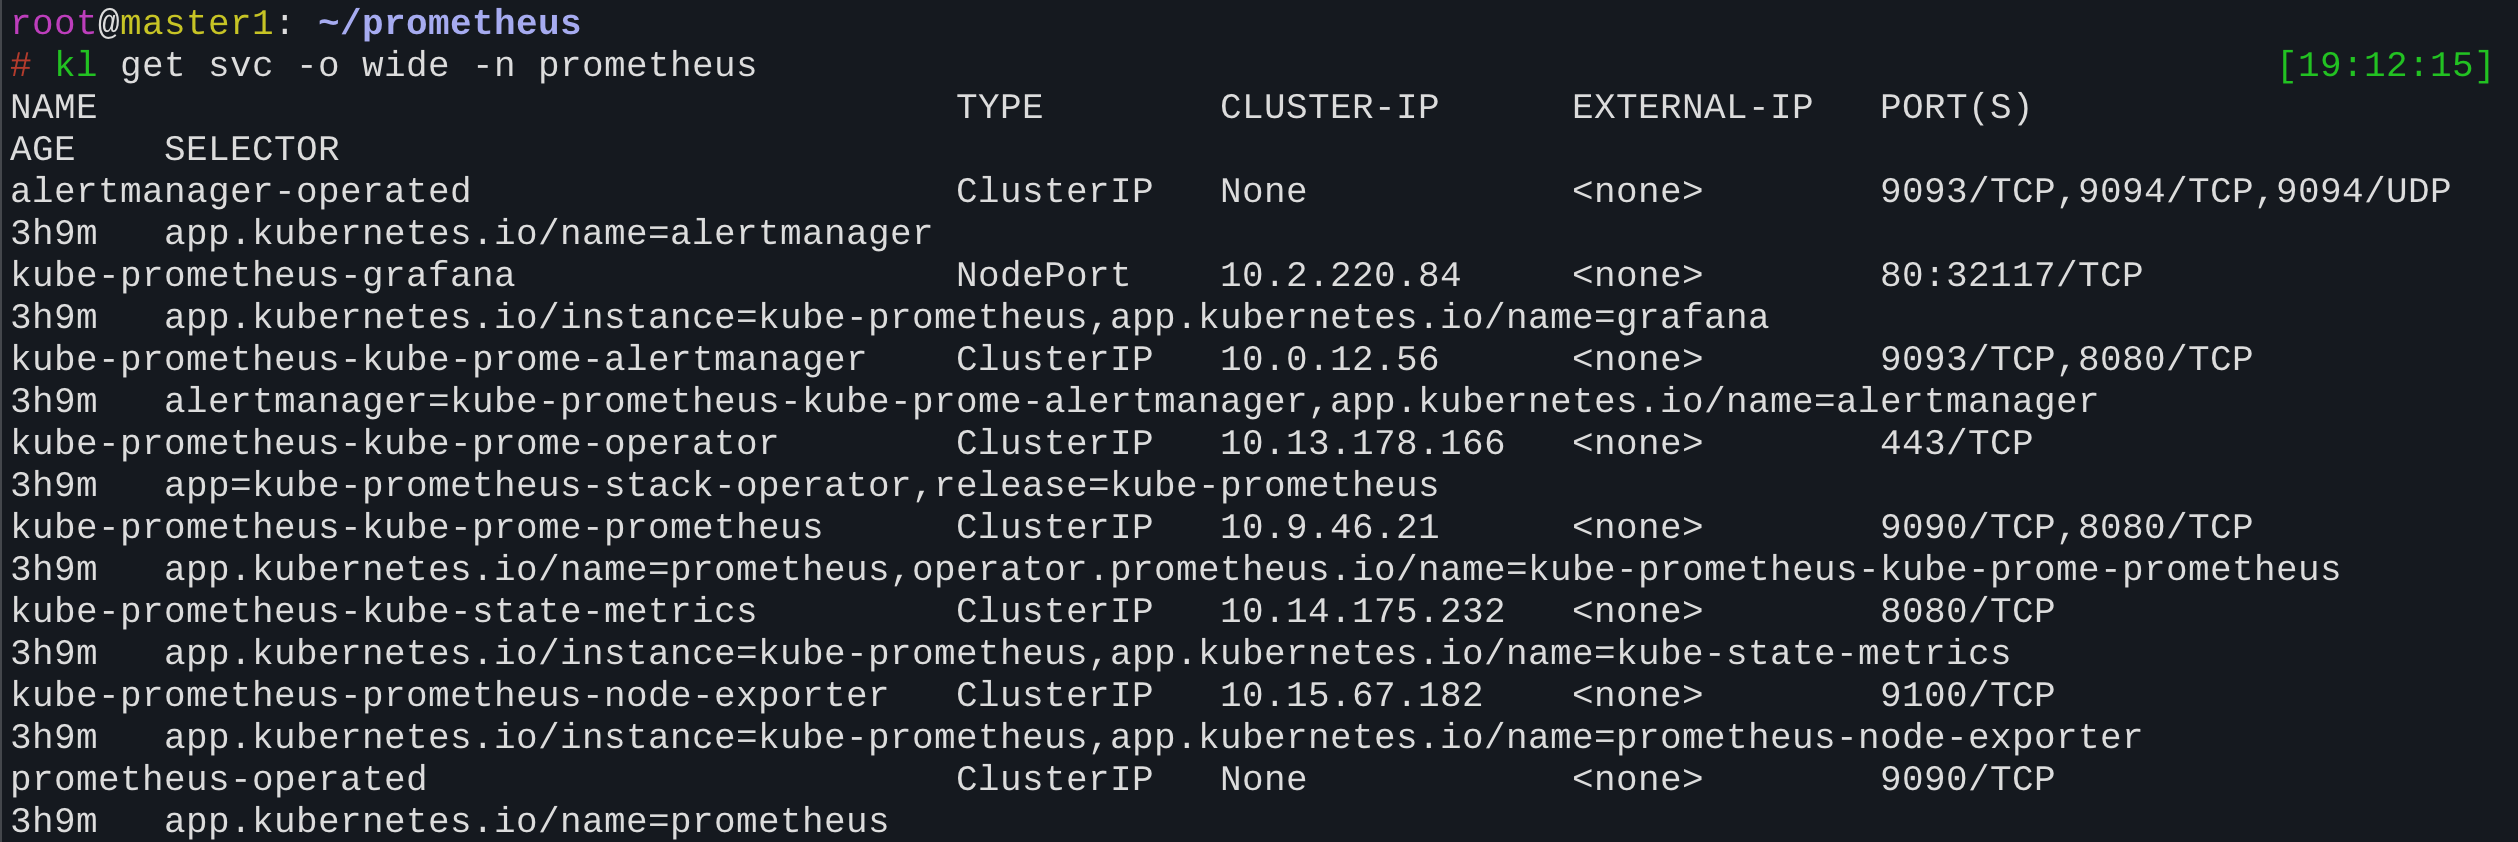 root@master1: ~/prometheus
# kl get svc -o wide -n prometheus [19:12:15]
NAME TYPE CLUSTER-IP EXTERNAL-IP PORT(S)
AGE SELECTOR
alertmanager-operated ClusterIP None <none> 9093/TCP,9094/TCP,9094/UDP
3h9m app.kubernetes.io/name=alertmanager
kube-prometheus-grafana NodePort 10.2.220.84 <none> 80:32117/TCP
3h9m app.kubernetes.io/instance=kube-prometheus,app.kubernetes.io/name=grafana
kube-prometheus-kube-prome-alertmanager ClusterIP 10.0.12.56 <none> 9093/TCP,8080/TCP
3h9m alertmanager=kube-prometheus-kube-prome-alertmanager,app.kubernetes.io/name=alertmanager
kube-prometheus-kube-prome-operator ClusterIP 10.13.178.166 <none> 443/TCP
3h9m app=kube-prometheus-stack-operator,release=kube-prometheus
kube-prometheus-kube-prome-prometheus ClusterIP 10.9.46.21 <none> 9090/TCP,8080/TCP
3h9m app.kubernetes.io/name=prometheus,operator.prometheus.io/name=kube-prometheus-kube-prome-prometheus
kube-prometheus-kube-state-metrics ClusterIP 10.14.175.232 <none> 8080/TCP
3h9m app.kubernetes.io/instance=kube-prometheus,app.kubernetes.io/name=kube-state-metrics
kube-prometheus-prometheus-node-exporter ClusterIP 10.15.67.182 <none> 9100/TCP
3h9m app.kubernetes.io/instance=kube-prometheus,app.kubernetes.io/name=prometheus-node-exporter
prometheus-operated ClusterIP None <none> 9090/TCP
3h9m app.kubernetes.io/name=prometheus